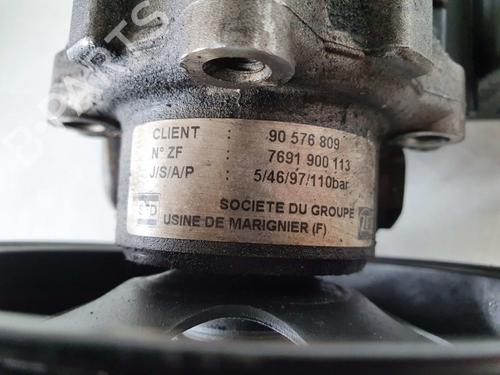 CLIENT : 90 576 809
N° ZF : 7691 900 113
J/S/A/P : 5/46/97/110bar
SOCIETE DU GROUPE
USINE DE MARIGNIER (F)